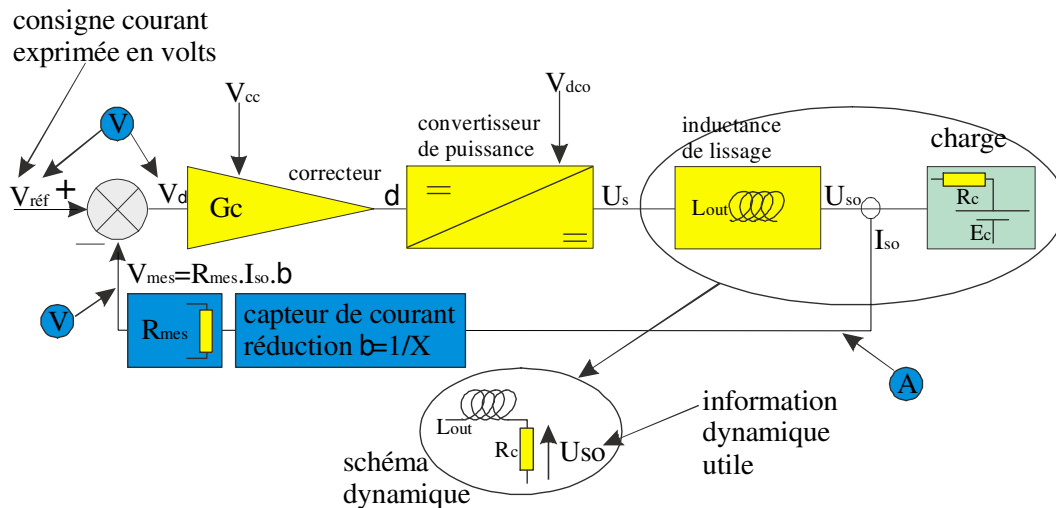 consigne courant
exprimée en volts
V
Vréf
+
−
Vd
Vcc
Gc
correcteur
d
convertisseur
de puissance
Vdco
Us
inductance
de lissage
Lout
Uso
Iso
charge
Rc
Ec
Vmes=Rmes.Iso.b
V
Rmes
capteur de courant
réduction b=1/X
A
Lout
Rc
Uso
schéma
dynamique
information
dynamique
utile